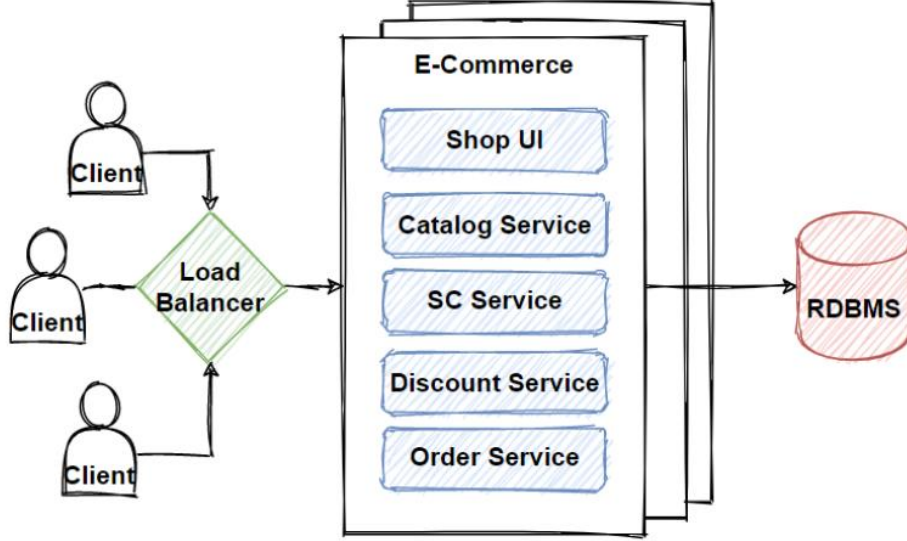 E-Commerce
Shop UI
Client
Catalog Service
Load
Balancer
SC Service
Client
RDBMS
Discount Service
Order Service
Client